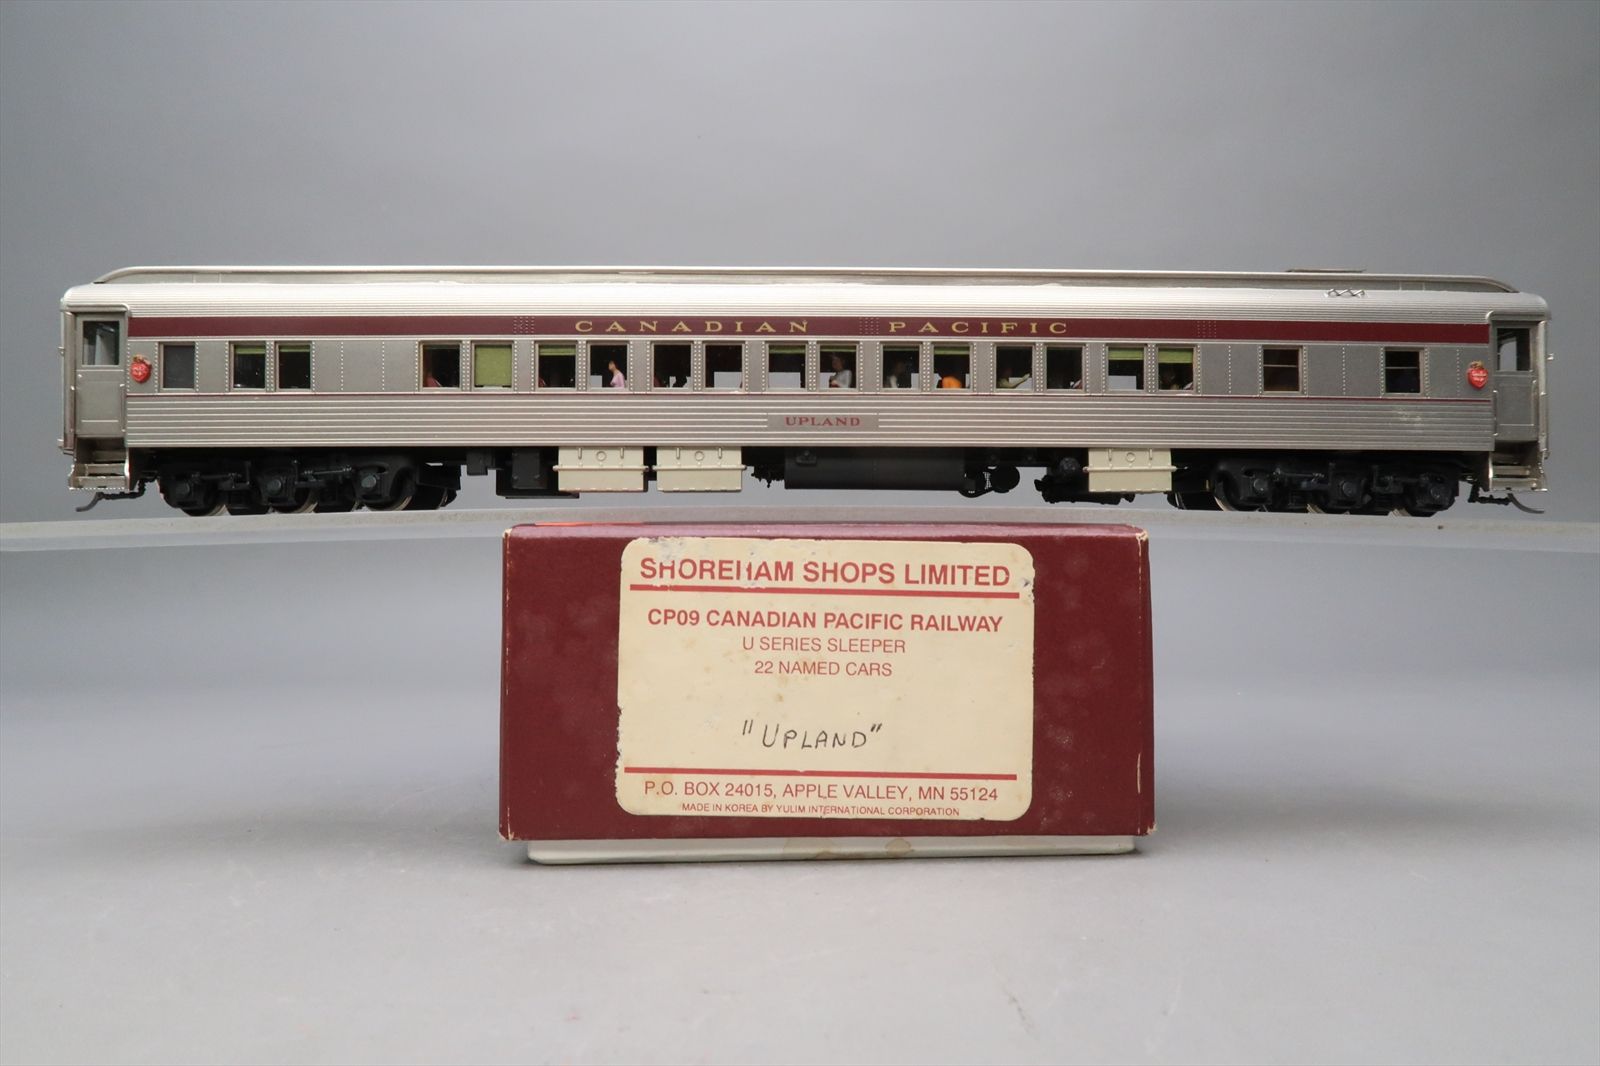 CANADIAN PACIFIC
UPLAND
SHOREHAM SHOPS LIMITED
CP09 CANADIAN PACIFIC RAILWAY
U SERIES SLEEPER
22 NAMED CARS
"UPLAND"
P.O. BOX 24015, APPLE VALLEY, MN 55124
MADE IN KOREA BY YULIM INTERNATIONAL CORPORATION